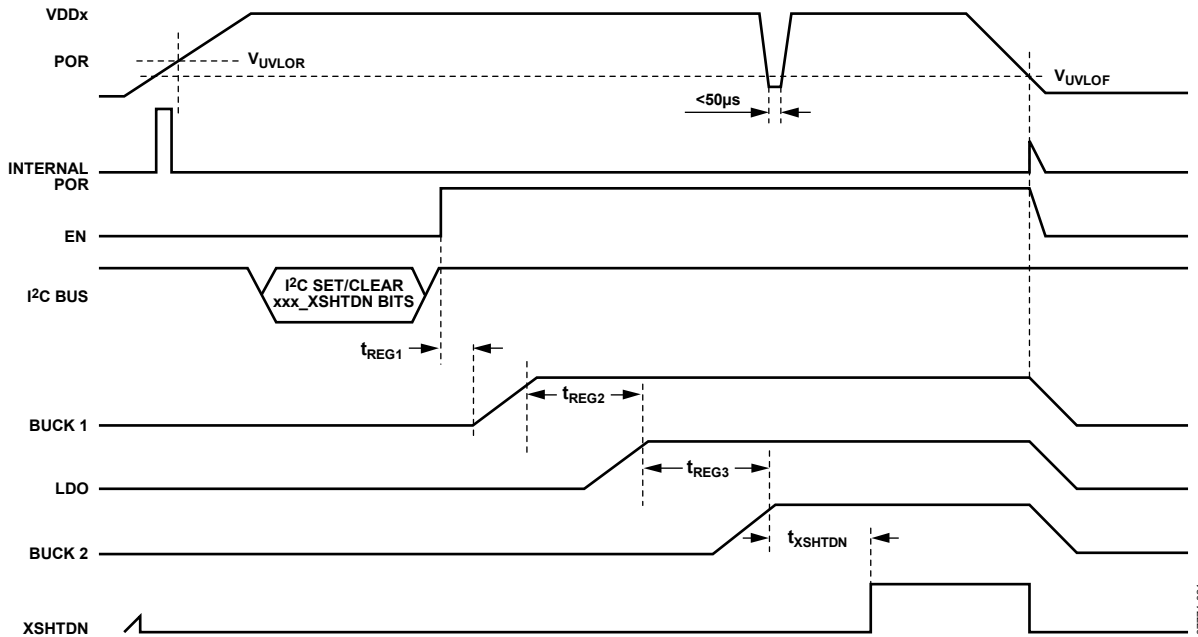 VDDx
POR
VUVLOR
VUVLOF
<50µs
INTERNAL
POR
EN
I2C BUS
I2C SET/CLEAR
xxx_XSHTDN BITS
tREG1
tREG2
BUCK 1
tREG3
LDO
tXSHTDN
BUCK 2
XSHTDN